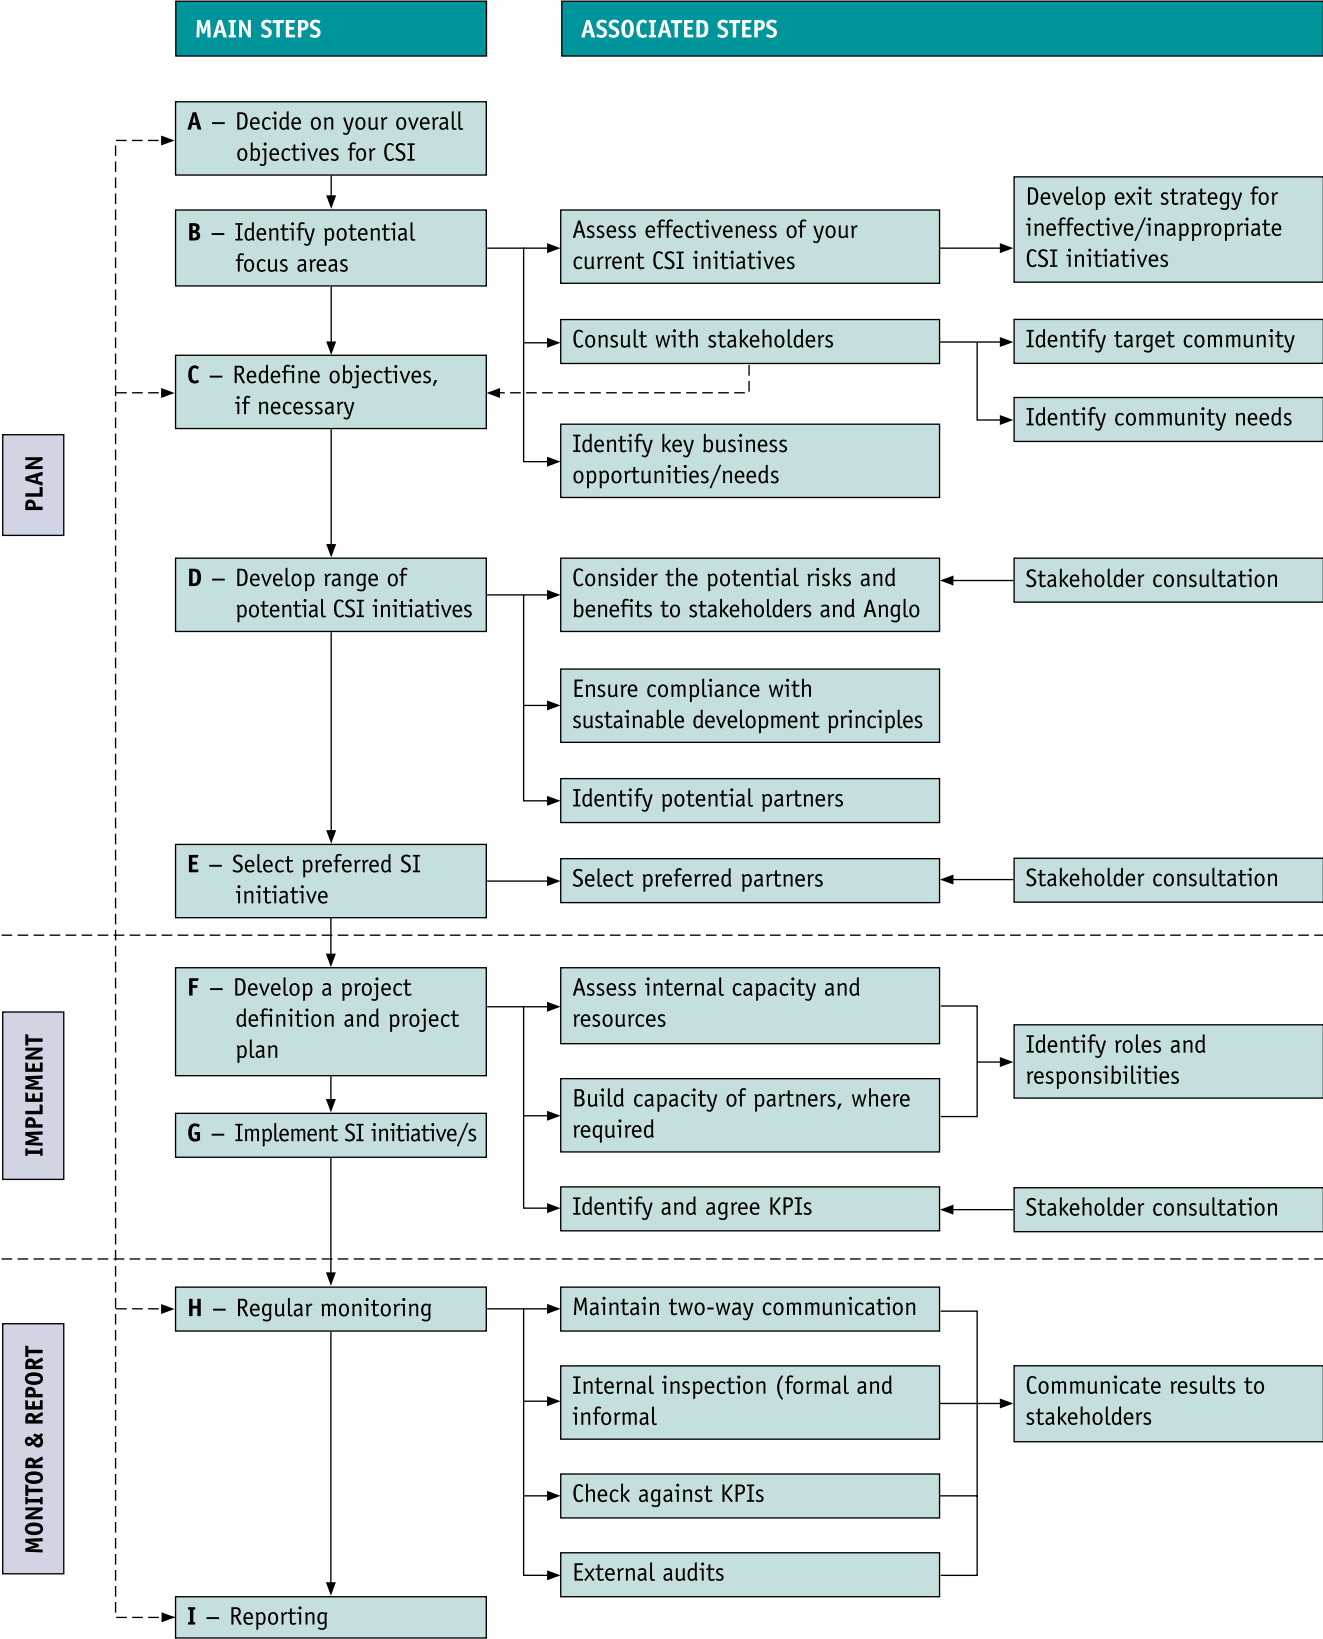 MAIN STEPS
ASSOCIATED STEPS
A – Decide on your overall
objectives for CSI
B – Identify potential
focus areas
Assess effectiveness of your
current CSI initiatives
Develop exit strategy for
ineffective/inappropriate
CSI initiatives
Consult with stakeholders
Identify target community
C – Redefine objectives,
if necessary
Identify community needs
Identify key business
opportunities/needs
PLAN
D – Develop range of
potential CSI initiatives
Consider the potential risks and
benefits to stakeholders and Anglo
Stakeholder consultation
Ensure compliance with
sustainable development principles
Identify potential partners
E – Select preferred SI
initiative
Select preferred partners
Stakeholder consultation
F – Develop a project
definition and project
plan
Assess internal capacity and
resources
Identify roles and
responsibilities
IMPLEMENT
Build capacity of partners, where
required
G – Implement SI initiative/s
Identify and agree KPIs
Stakeholder consultation
H – Regular monitoring
Maintain two-way communication
Internal inspection (formal and
informal
Communicate results to
stakeholders
MONITOR & REPORT
Check against KPIs
External audits
I – Reporting